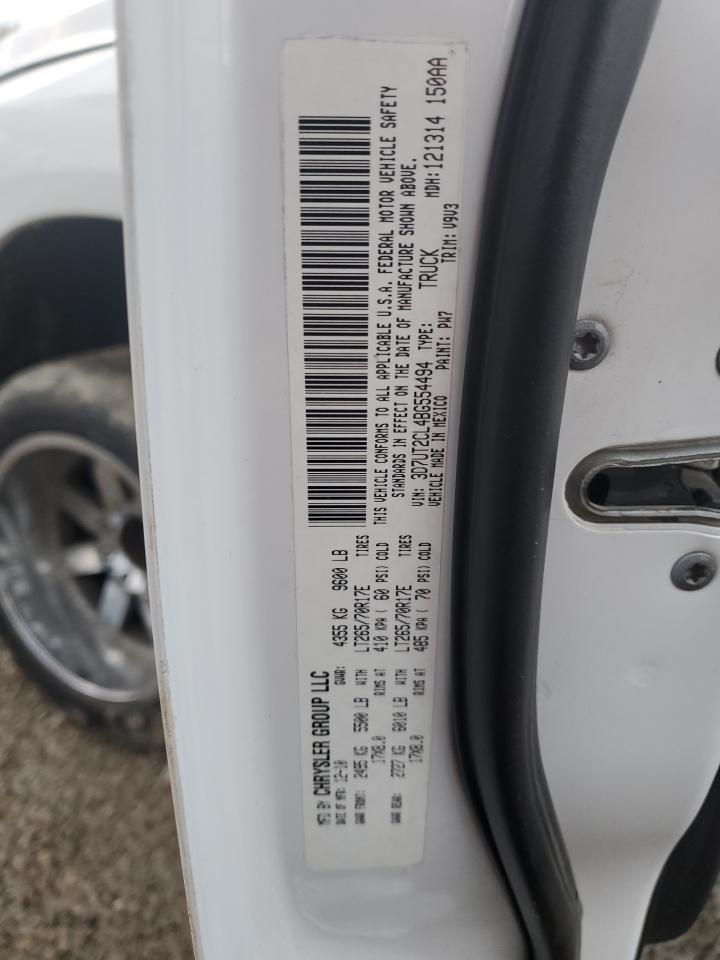 MFD BY CHRYSLER GROUP LLC
DATE OF MFR: 12-10 GVWR: 4355 KG 9600 LB
GAWR FRONT: 2495 KG 5500 LB WITH LT265/70R17E TIRES
17X8.0 RIMS AT 410 KPA ( 60 PSI) COLD
GAWR REAR: 2727 KG 6010 LB WITH LT265/70R17E TIRES
17X8.0 RIMS AT 485 KPA ( 70 PSI) COLD
THIS VEHICLE CONFORMS TO ALL APPLICABLE U.S.A. FEDERAL MOTOR VEHICLE SAFETY
STANDARDS IN EFFECT ON THE DATE OF MANUFACTURE SHOWN ABOVE.
VIN: 3D7UT2CL4BG554494 TYPE: TRUCK MDH: 121314 150AA
VEHICLE MADE IN MEXICO PAINT: PW7 TRIM: V9V3